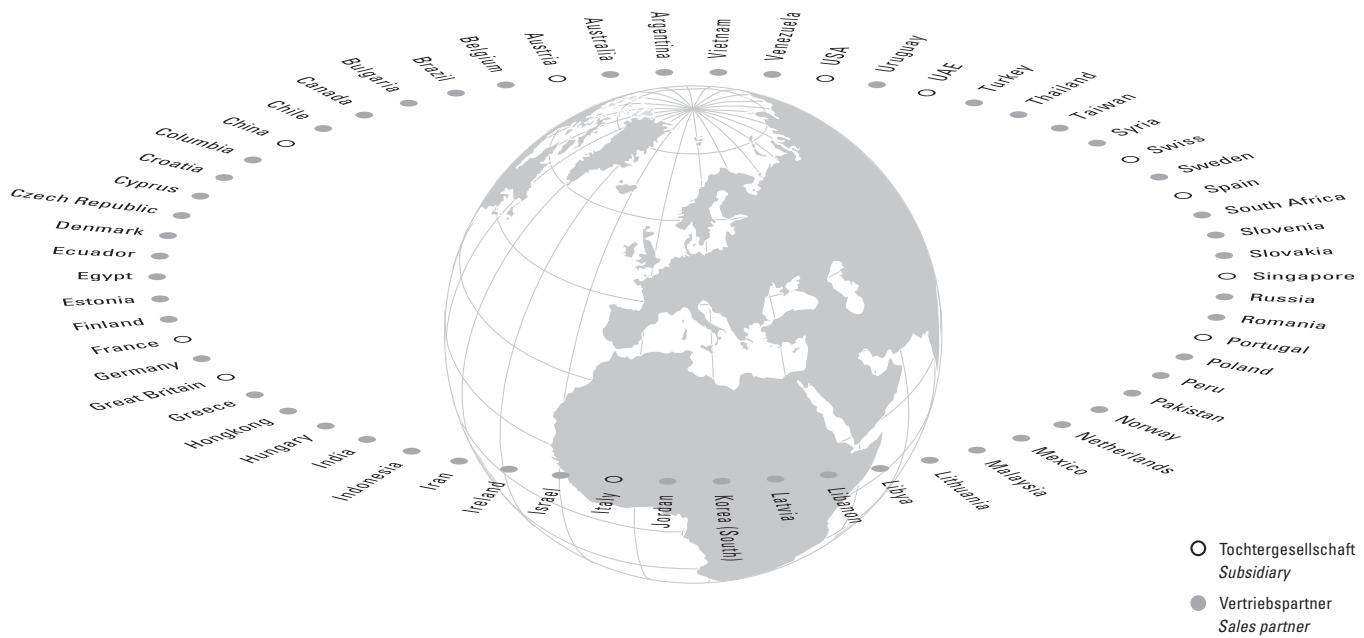 Argentina
Australia
Austria
Belgium
Brazil
Bulgaria
Canada
Chile
China
Columbia
Croatia
Cyprus
Czech Republic
Denmark
Ecuador
Egypt
Estonia
Finland
France
Germany
Great Britain
Greece
Hongkong
Hungary
India
Indonesia
Iran
Ireland
Israel
Italy
Jordan
Korea (South)
Latvia
Libanon
Libya
Lithuania
Malaysia
Mexico
Netherlands
Norway
Pakistan
Peru
Poland
Portugal
Romania
Russia
Singapore
Slovakia
Slovenia
South Africa
Spain
Sweden
Swiss
Syria
Taiwan
Thailand
Turkey
UAE
Uruguay
USA
Venezuela
Vietnam
Tochtergesellschaft
Subsidiary
Vertriebspartner
Sales partner